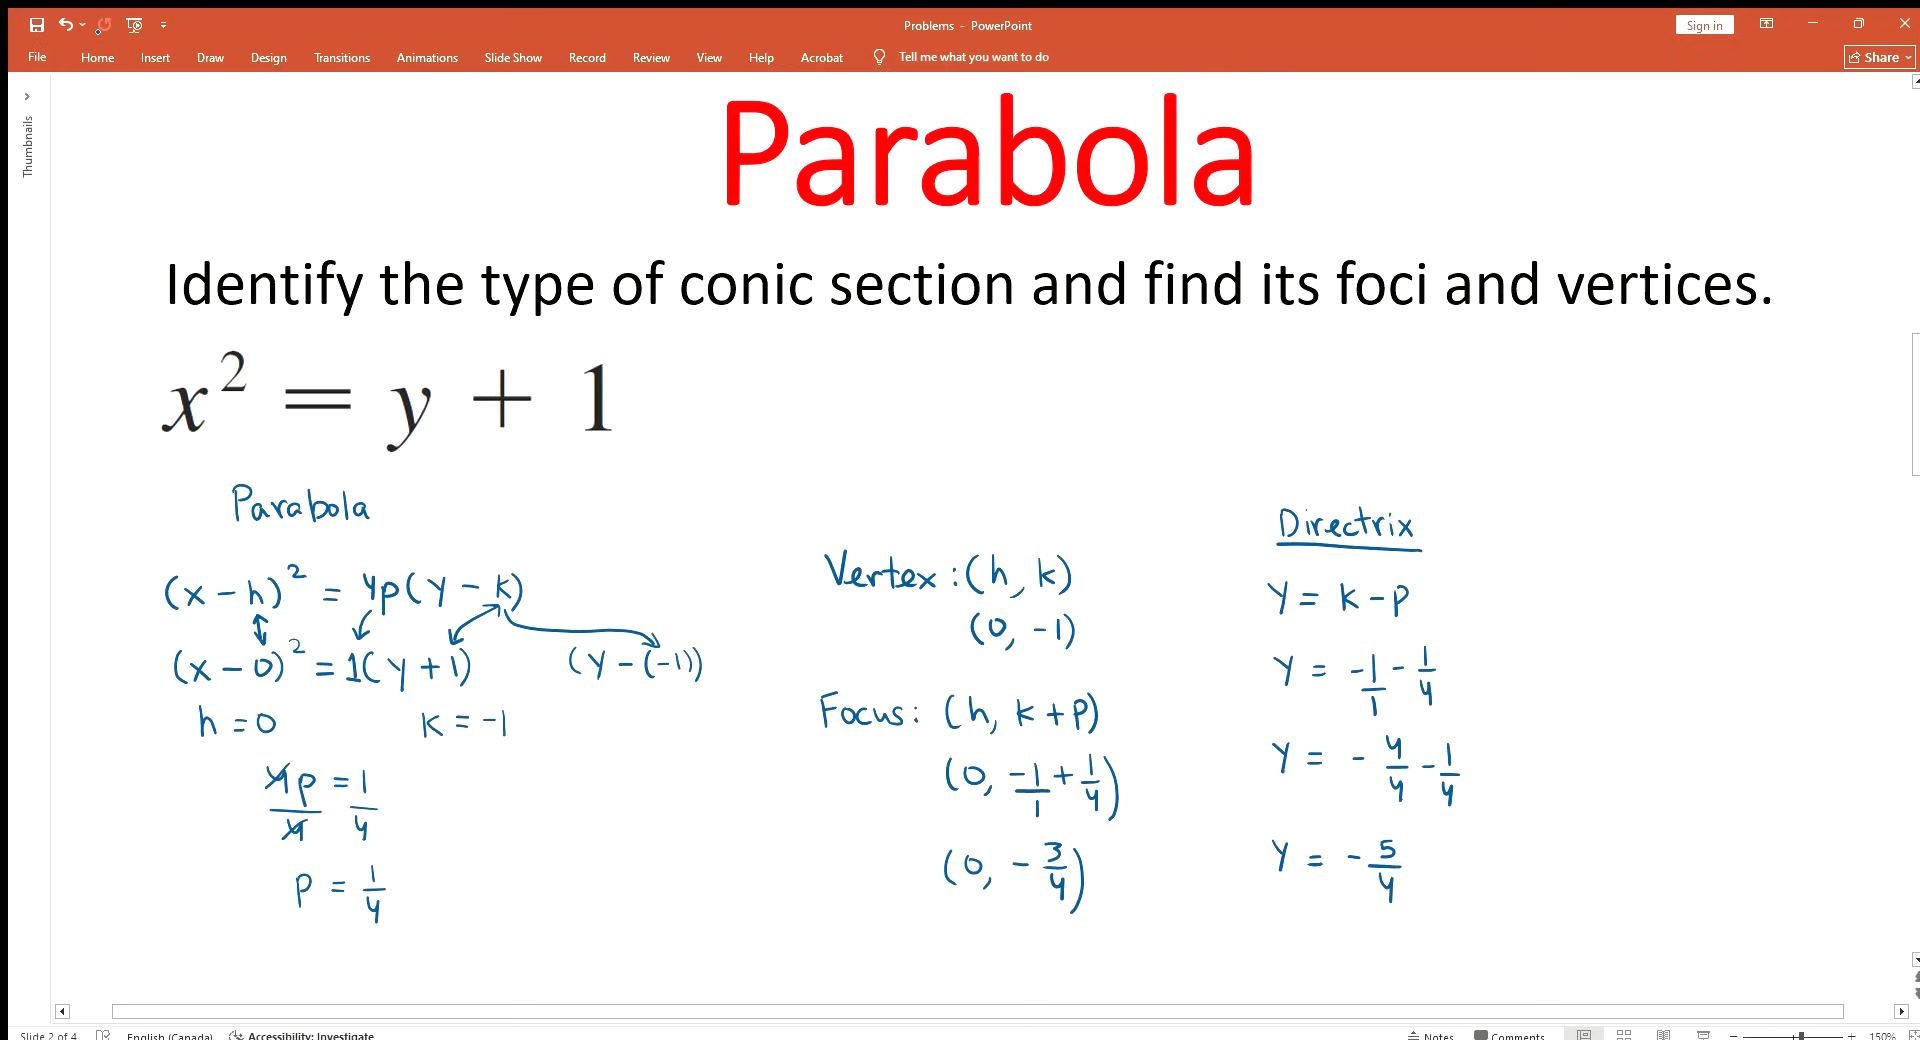 Problems - PowerPoint
Sign in
File Home Insert Draw Design Transitions Animations Slide Show Record Review View Help Acrobat Tell me what you want to do
Share
Thumbnails
Parabola
Identify the type of conic section and find its foci and vertices.
x² = y + 1
Parabola
(x - h)² = 4p(y - k)
(x - 0)² = 1(y + 1) (y - (-1))
h = 0 k = -1
4p/4 = 1/4
p = 1/4
Vertex: (h, k)
(0, -1)
Focus: (h, k + p)
(0, -1/1 + 1/4)
(0, - 3/4)
Directrix
y = k - p
y = -1/1 - 1/4
y = - 4/4 - 1/4
y = - 5/4
Slide 2 of 4 English (Canada) Accessibility: Investigate Notes Comments 150%